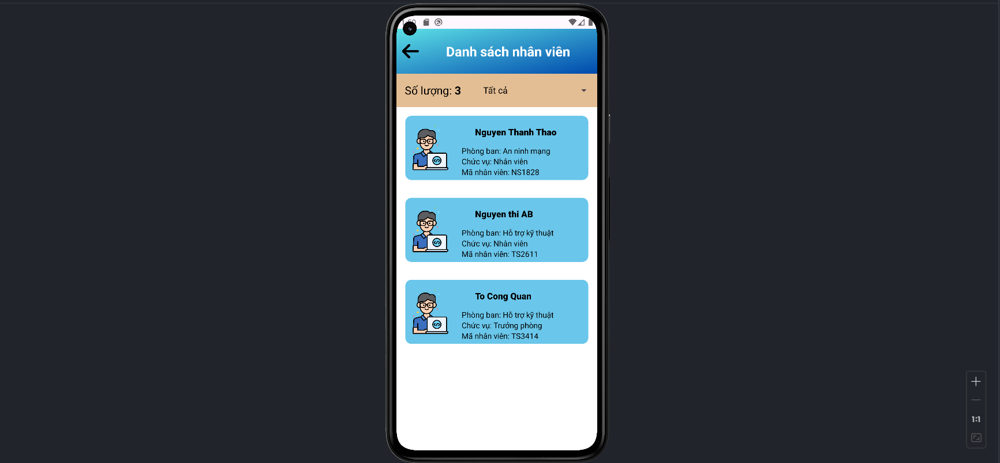 Danh sách nhân viên
Số lượng: 3
Tất cả
Nguyen Thanh Thao
Phòng ban: An ninh mạng
Chức vụ: Nhân viên
Mã nhân viên: NS1828
Nguyen thi AB
Phòng ban: Hỗ trợ kỹ thuật
Chức vụ: Nhân viên
Mã nhân viên: TS2611
To Cong Quan
Phòng ban: Hỗ trợ kỹ thuật
Chức vụ: Trưởng phòng
Mã nhân viên: TS3414
1:1